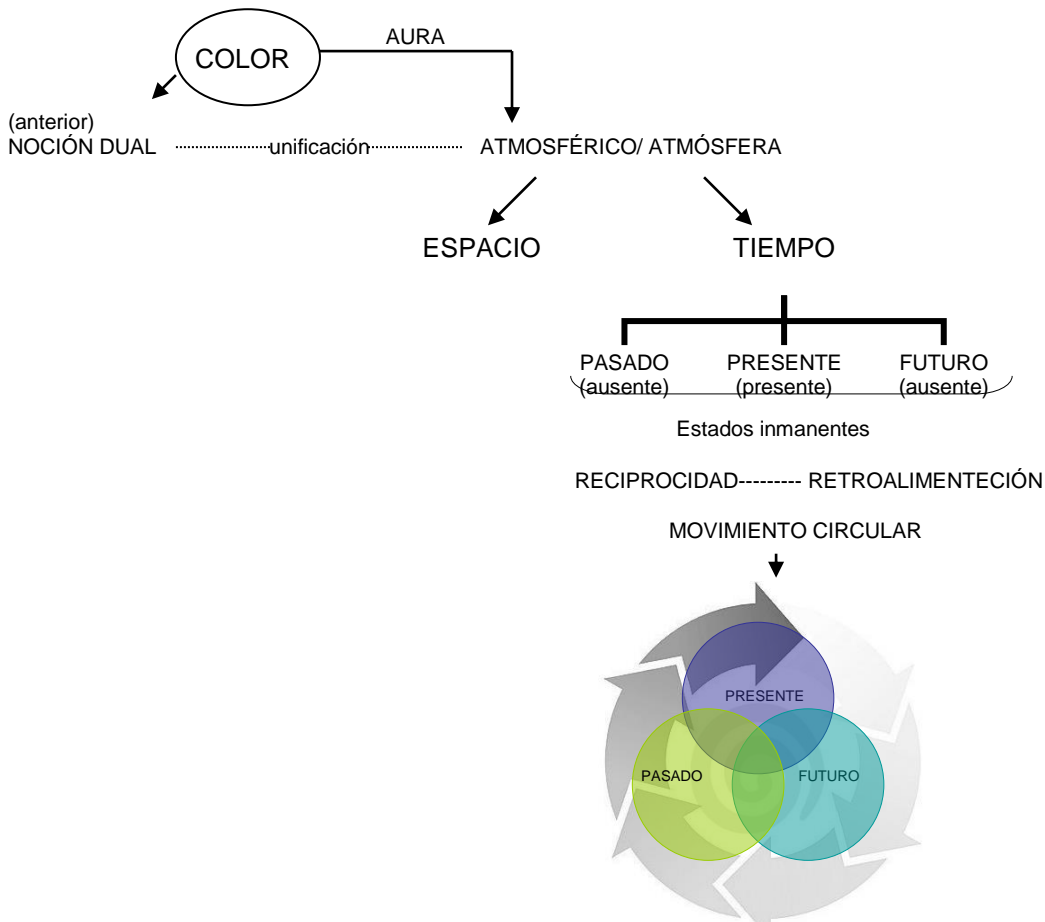 AURA
COLOR
(anterior)
NOCIÓN DUAL ·······················unificación······················· ATMOSFÉRICO/ ATMÓSFERA
ESPACIO TIEMPO
PASADO PRESENTE FUTURO
(ausente) (presente) (ausente)
Estados inmanentes
RECIPROCIDAD--------- RETROALIMENTECIÓN
MOVIMIENTO CIRCULAR
PRESENTE
PASADO FUTURO